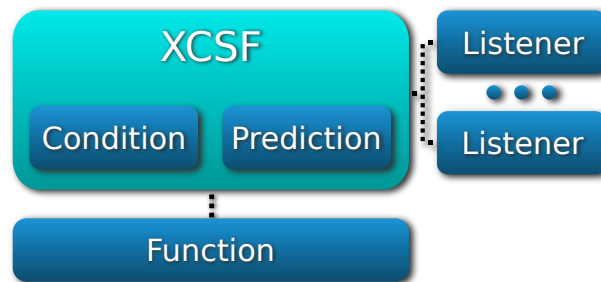 XCSF
Listener
Condition
Prediction
Listener
Function